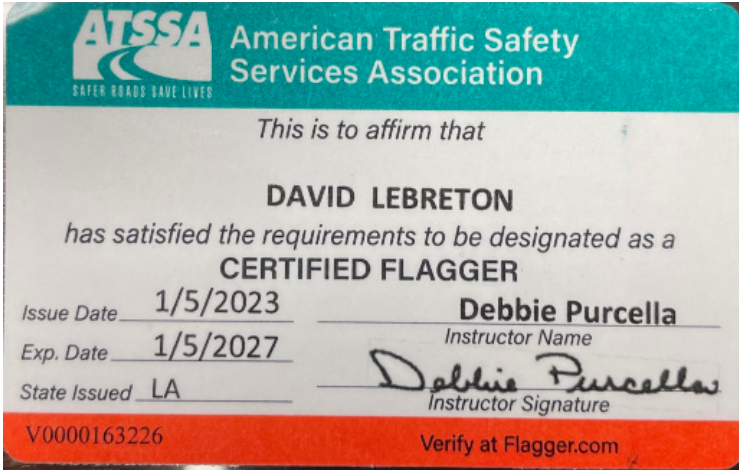 ATSSA
SAFER ROADS SAVE LIVES
American Traffic Safety
Services Association
This is to affirm that
DAVID LEBRETON
has satisfied the requirements to be designated as a
CERTIFIED FLAGGER
Issue Date 1/5/2023
Debbie Purcella
Instructor Name
Exp. Date 1/5/2027
State Issued LA
Debbie Purcella
Instructor Signature
V0000163226
Verify at Flagger.com